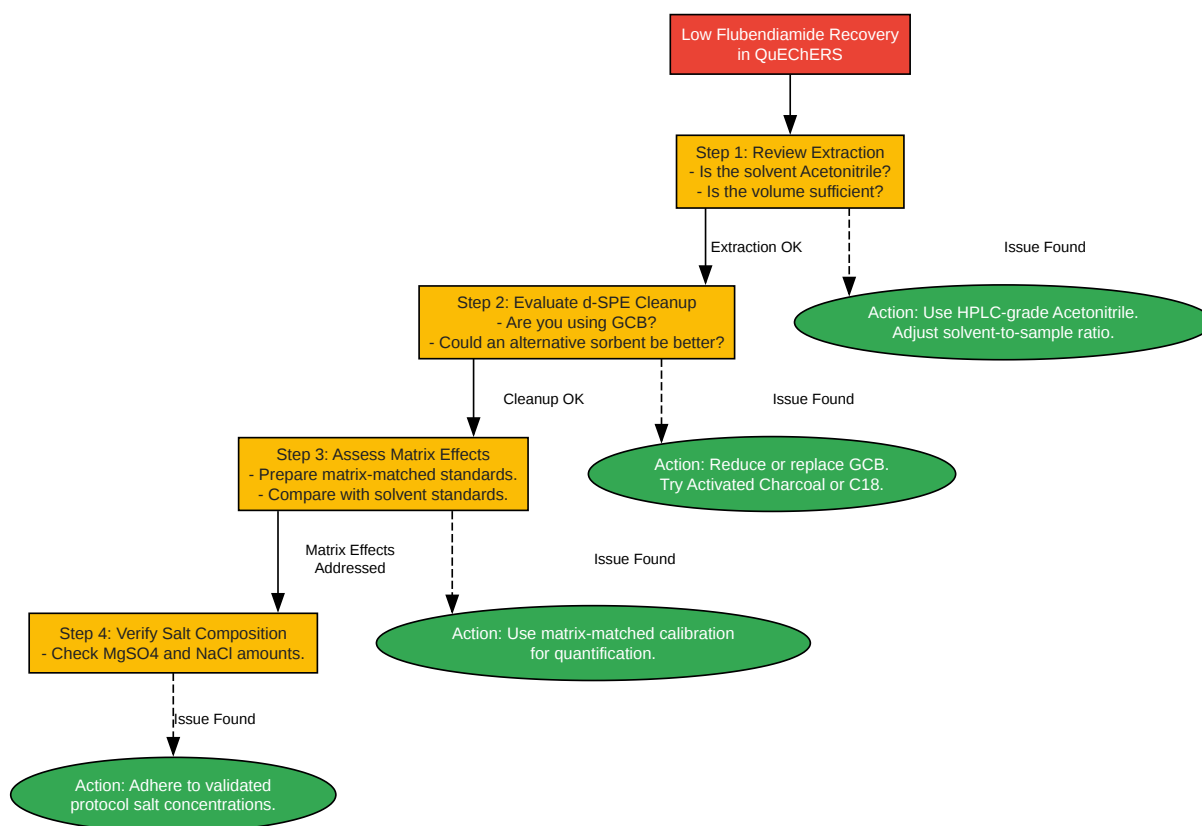 Low Flubendiamide Recovery
in QuEChERS
Step 1: Review Extraction
- Is the solvent Acetonitrile?
- Is the volume sufficient?
Extraction OK
Issue Found
Step 2: Evaluate d-SPE Cleanup
- Are you using GCB?
- Could an alternative sorbent be better?
Action: Use HPLC-grade Acetonitrile.
Adjust solvent-to-sample ratio.
Cleanup OK
Issue Found
Step 3: Assess Matrix Effects
- Prepare matrix-matched standards.
- Compare with solvent standards.
Action: Reduce or replace GCB.
Try Activated Charcoal or C18.
Matrix Effects
Addressed
Issue Found
Step 4: Verify Salt Composition
- Check MgSO4 and NaCl amounts.
Action: Use matrix-matched calibration
for quantification.
Issue Found
Action: Adhere to validated
protocol salt concentrations.